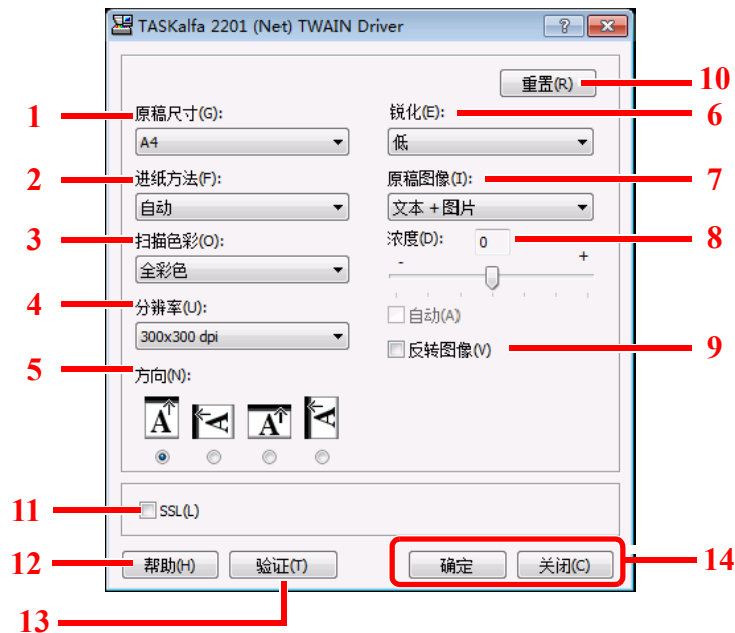 TASKalfa 2201 (Net) TWAIN Driver
重置(R)
10
1
原稿尺寸(G):
锐化(E):
6
A4
低
2
进纸方法(F):
原稿图像(I):
7
自动
文本 + 图片
3
扫描色彩(O):
浓度(D):
0
8
全彩色
-
+
4
分辨率(U):
自动(A)
300x300 dpi
反转图像(V)
9
5
方向(N):
A A A A
11
SSL(L)
12
帮助(H)
验证(T)
确定
关闭(C)
14
13